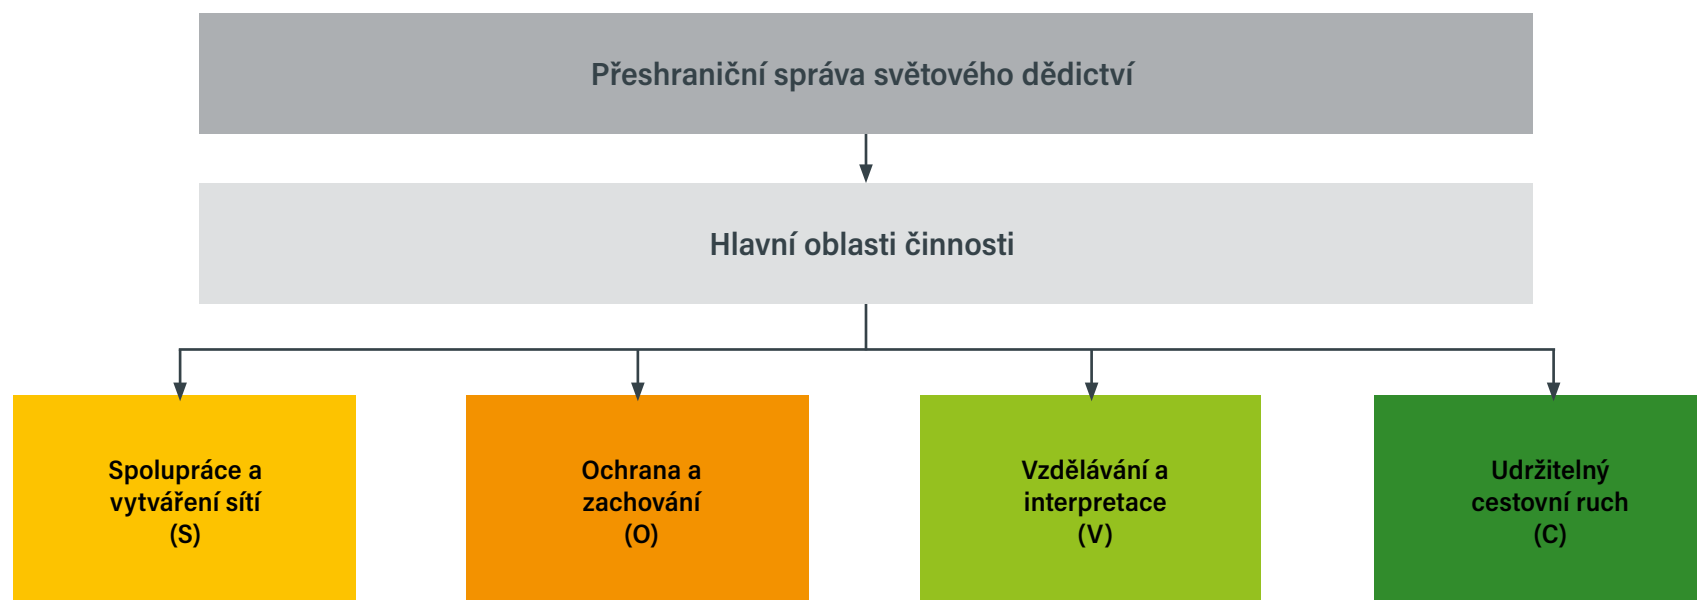 Přeshraniční správa světového dědictví
Hlavní oblasti činnosti
Spolupráce a
vytváření sítí
(S)
Ochrana a
zachování
(O)
Vzdělávání a
interpretace
(V)
Udržitelný
cestovní ruch
(C)